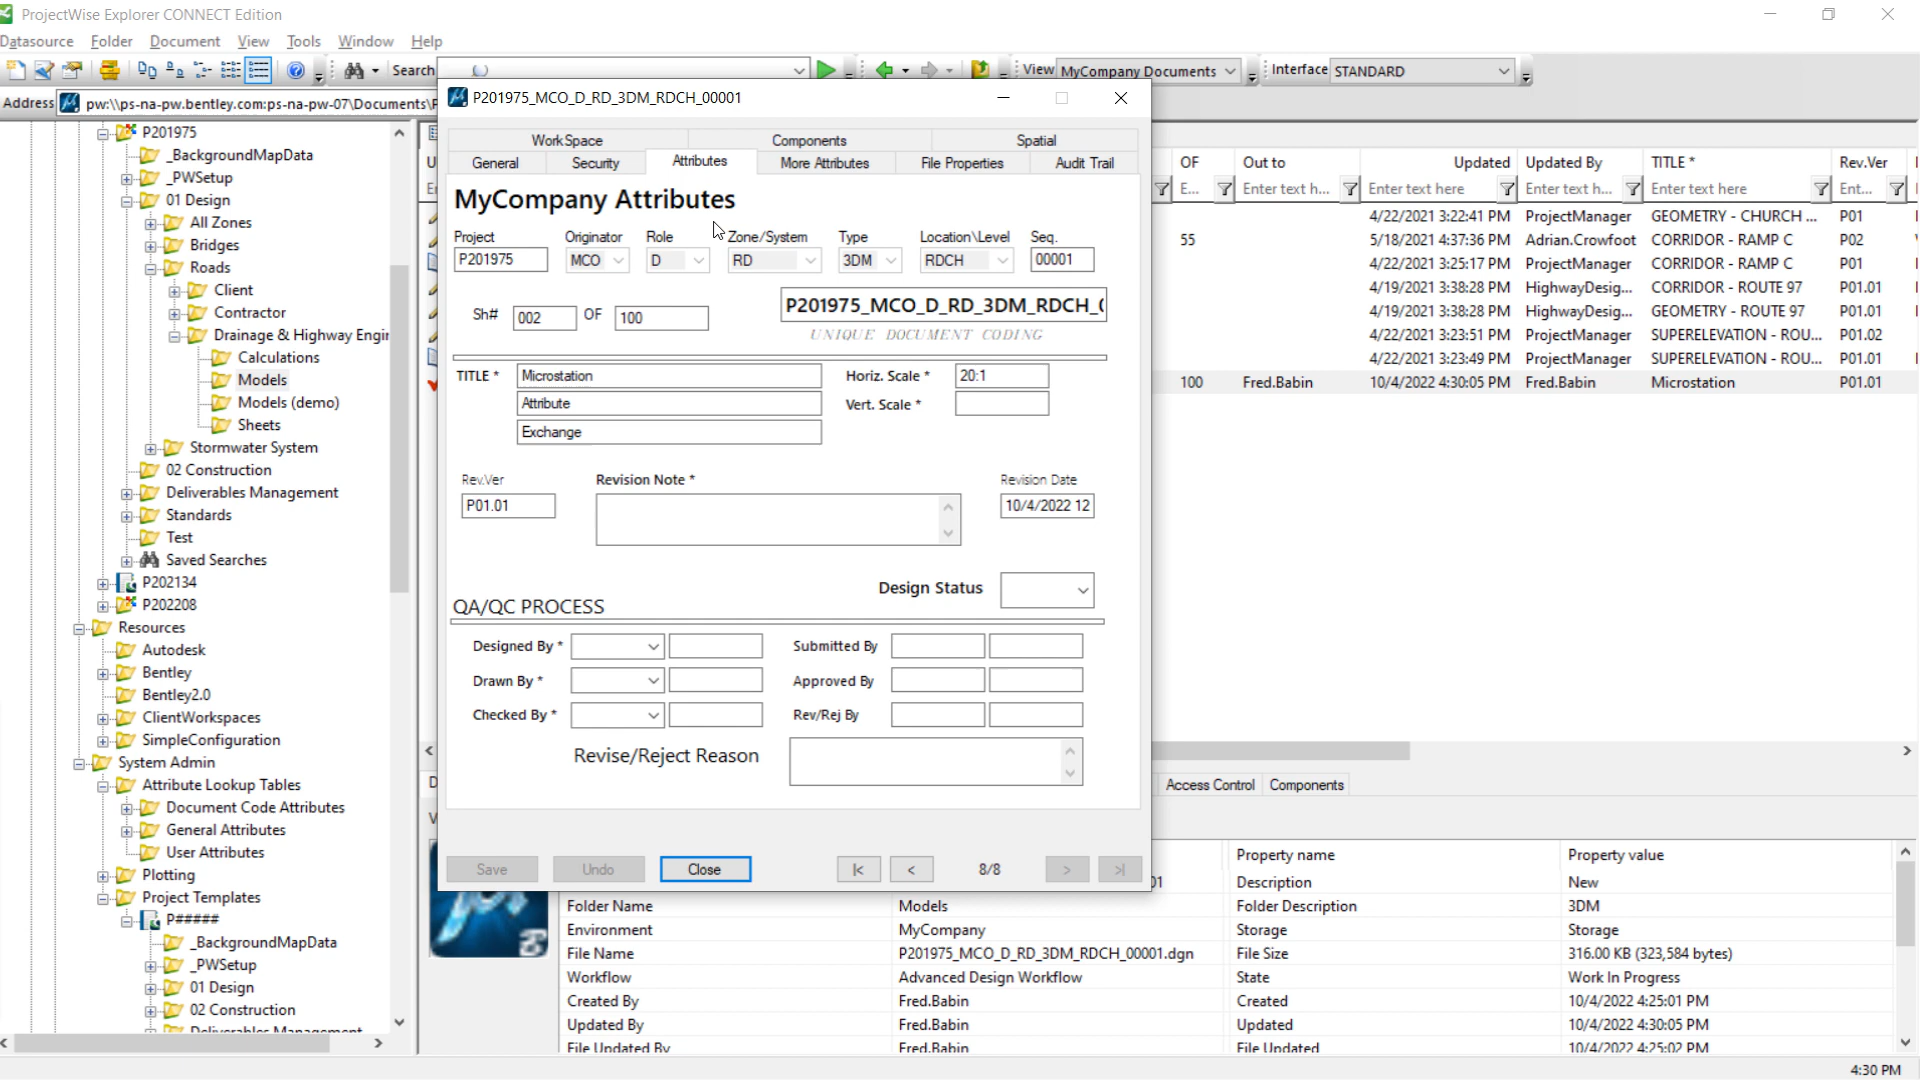 ProjectWise Explorer CONNECT Edition
Datasource Folder Document View Tools Window Help
Search View MyCompany Documents Interface STANDARD
Address pw:\\ps-na-pw.bentley.com:ps-na-pw-07\Documents\P
P201975
_BackgroundMapData
_PWSetup
01 Design
All Zones
Bridges
Roads
Client
Contractor
Drainage & Highway Engin
Calculations
Models
Models (demo)
Sheets
Stormwater System
02 Construction
Deliverables Management
Standards
Test
Saved Searches
P202134
P202208
Resources
Autodesk
Bentley
Bentley2.0
ClientWorkspaces
SimpleConfiguration
System Admin
Attribute Lookup Tables
Document Code Attributes
General Attributes
User Attributes
Plotting
Project Templates
P#####
_BackgroundMapData
_PWSetup
01 Design
02 Construction
Deliverables Management
P201975_MCO_D_RD_3DM_RDCH_00001
WorkSpace Components Spatial
General Security Attributes More Attributes File Properties Audit Trail
MyCompany Attributes
Project Originator Role Zone/System Type Location\Level Seq.
P201975 MCO D RD 3DM RDCH 00001
Sh# 002 OF 100 P201975_MCO_D_RD_3DM_RDCH_(
UNIQUE DOCUMENT CODING
TITLE * Microstation Horiz. Scale * 20:1
Attribute Vert. Scale *
Exchange
Rev.Ver Revision Note * Revision Date
P01.01 10/4/2022 12
Design Status
QA/QC PROCESS
Designed By * Submitted By
Drawn By * Approved By
Checked By * Rev/Rej By
Revise/Reject Reason
Save Undo Close |< < 8/8 > >|
OF Out to Updated Updated By TITLE * Rev.Ver
E... Enter text h... Enter text here Enter text h... Enter text here Ent...
4/22/2021 3:22:41 PM ProjectManager GEOMETRY - CHURCH ... P01
55 5/18/2021 4:37:36 PM Adrian.Crowfoot CORRIDOR - RAMP C P02
4/22/2021 3:25:17 PM ProjectManager CORRIDOR - RAMP C P01
4/19/2021 3:38:28 PM HighwayDesig... CORRIDOR - ROUTE 97 P01.01
4/19/2021 3:38:28 PM HighwayDesig... GEOMETRY - ROUTE 97 P01.01
4/22/2021 3:23:51 PM ProjectManager SUPERELEVATION - ROU... P01.02
4/22/2021 3:23:49 PM ProjectManager SUPERELEVATION - ROU... P01.01
100 Fred.Babin 10/4/2022 4:30:05 PM Fred.Babin Microstation P01.01
Access Control Components
Property name Property value
01 Description New
Folder Name Models Folder Description 3DM
Environment MyCompany Storage Storage
File Name P201975_MCO_D_RD_3DM_RDCH_00001.dgn File Size 316.00 KB (323,584 bytes)
Workflow Advanced Design Workflow State Work In Progress
Created By Fred.Babin Created 10/4/2022 4:25:01 PM
Updated By Fred.Babin Updated 10/4/2022 4:30:05 PM
File Updated By Fred.Babin File Updated 10/4/2022 4:25:02 PM
4:30 PM